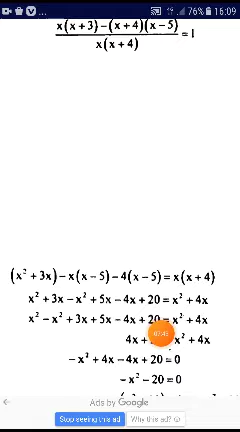 76% 16:09
x(x+3)−(x+4)(x−5)
x(x+4)
=1
(x²+3x)−x(x−5)−4(x−5)=x(x+4)
x²+3x−x²+5x−4x+20=x²+4x
x²−x²+3x+5x−4x+20=x²+4x
4x+ x²+4x
07:43
−x²+4x−4x+20=0
−x²−20=0
Ads by Google
Stop seeing this ad Why this ad?